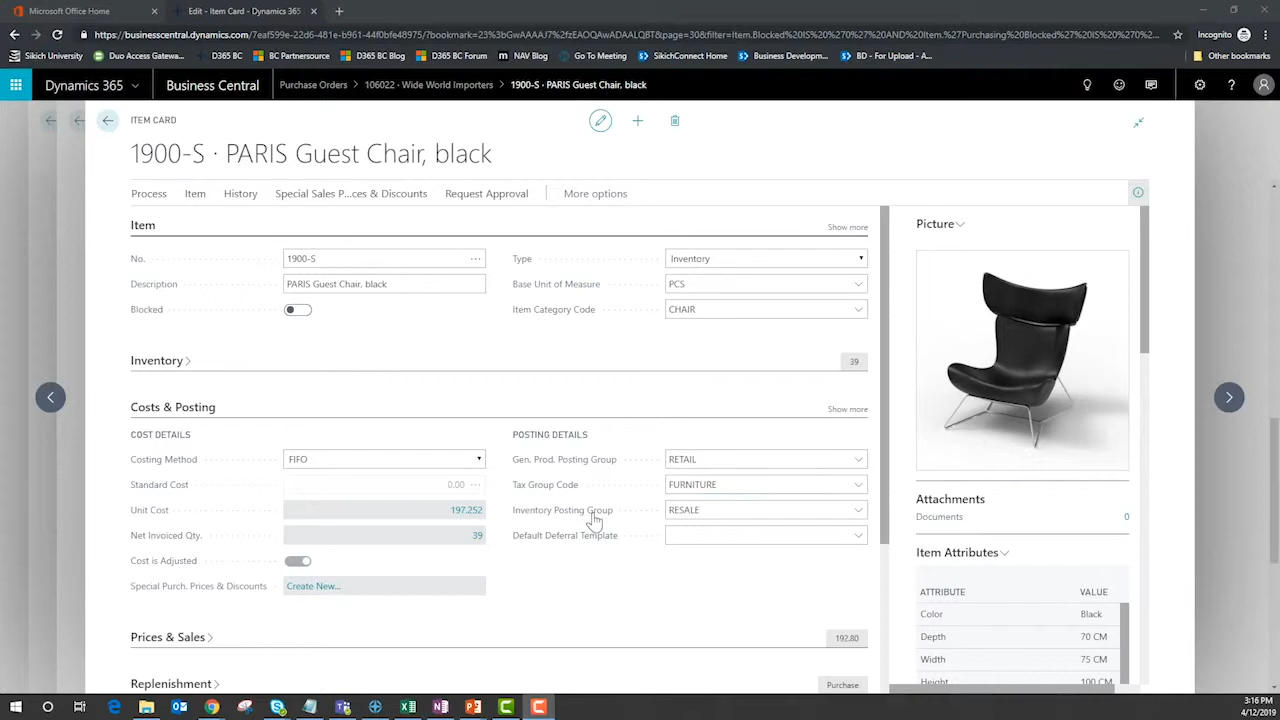 Microsoft Office Home
Edit - Item Card - Dynamics 365
https://businesscentral.dynamics.com/7eaf599e-22d6-481e-b961-44f0bfe48975/?bookmark=23%3bGwAAAAJ7%2fzEAOQAwADAALQBT&page=30&filter=Item.Blocked%20IS%20%270%27%20AND%20Item.%27Purchasing Blocked%27%20IS%20%270%27%2...
Incognito
Sikich University
Duo Access Gatewa...
D365 BC
BC Partnersource
D365 BC Blog
D365 BC Forum
NAV Blog
Go To Meeting
SikichConnect
Business Developm...
BD - For Upload - A...
Other bookmarks
Dynamics 365
Business Central
Purchase Orders
106022 - Wide World Importers
1900-S · PARIS Guest Chair, black
ITEM CARD
1900-S · PARIS Guest Chair, black
Process
Item
History
Special Sales P...ces & Discounts
Request Approval
More options
Item
Show more
No.
1900-S
Type
Inventory
Description
PARIS Guest Chair, black
Base Unit of Measure
PCS
Blocked
Item Category Code
CHAIR
Inventory
39
Costs & Posting
Show more
COST DETAILS
POSTING DETAILS
Costing Method
FIFO
Gen. Prod. Posting Group
RETAIL
Standard Cost
0.00
Tax Group Code
FURNITURE
Unit Cost
197.252
Inventory Posting Group
RESALE
Net Invoiced Qty.
39
Default Deferral Template
Cost is Adjusted
Special Purch. Prices & Discounts
Create New...
Prices & Sales
192.80
Replenishment
Purchase
Picture
Attachments
Documents
0
Item Attributes
ATTRIBUTE
VALUE
Color
Black
Depth
70 CM
Width
75 CM
Height
100 CM
3:16 PM
4/12/2019